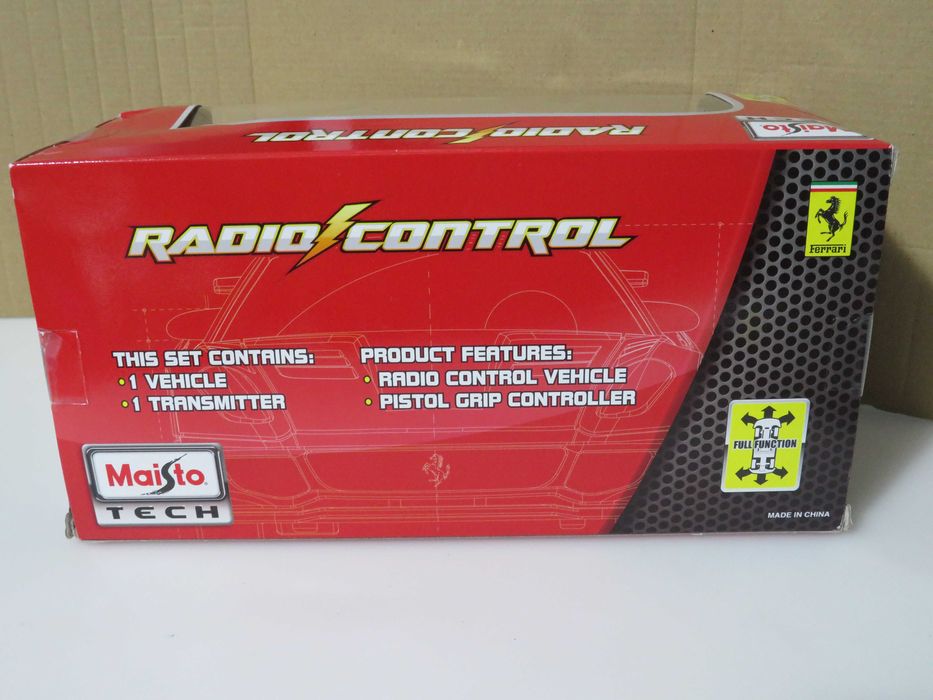 RADIO CONTROL
Maisto
Ferrari
RADIO CONTROL
THIS SET CONTAINS:
• 1 VEHICLE
• 1 TRANSMITTER
PRODUCT FEATURES:
• RADIO CONTROL VEHICLE
• PISTOL GRIP CONTROLLER
FULL FUNCTION
Maisto
TECH
MADE IN CHINA